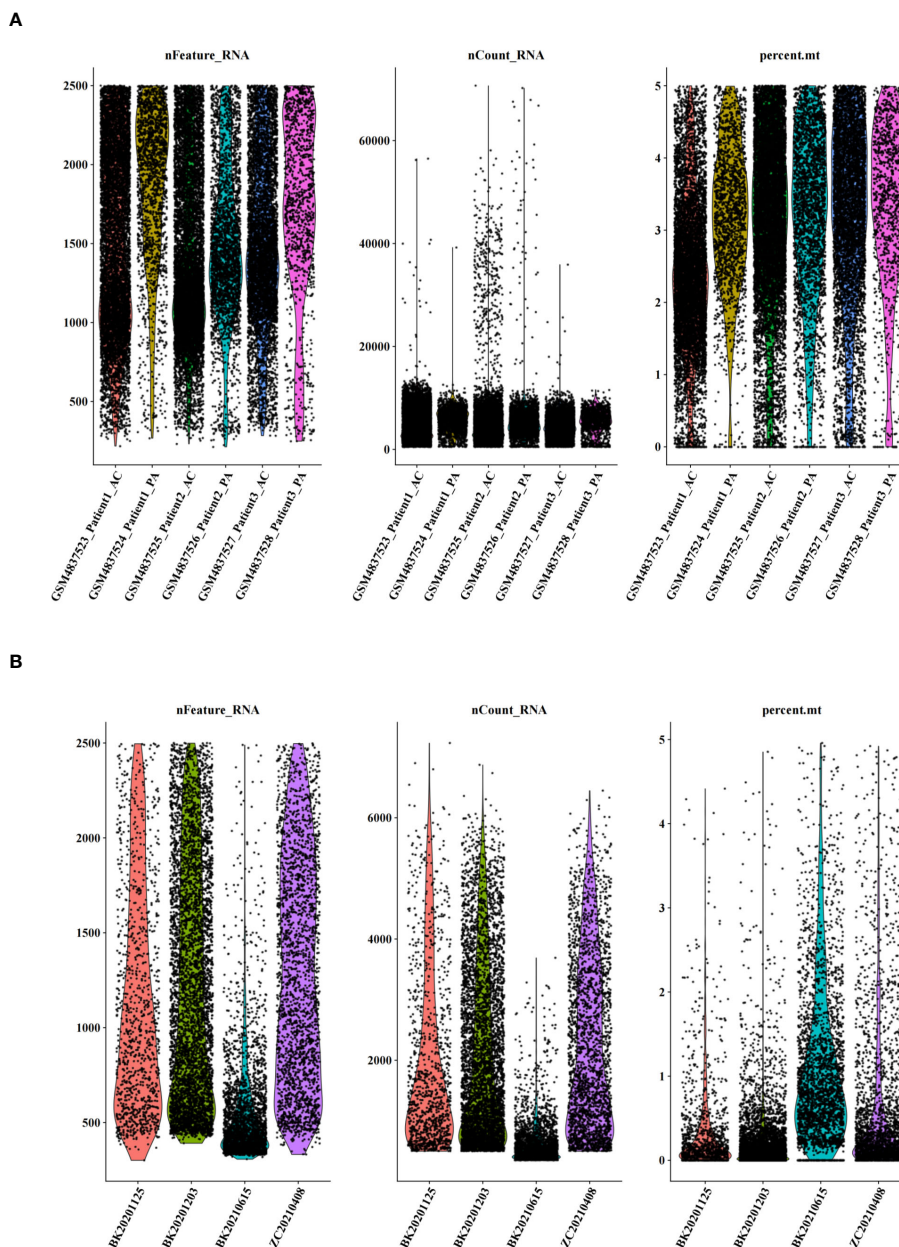 A
nFeature_RNA
nCount_RNA
percent.mt
2500
2000
1500
1000
500
60000
40000
20000
0
5
4
3
2
1
0
GSM4837523_Patient1_AC
GSM4837524_Patient1_PA
GSM4837525_Patient2_AC
GSM4837526_Patient2_PA
GSM4837527_Patient3_AC
GSM4837528_Patient3_PA
GSM4837523_Patient1_AC
GSM4837524_Patient1_PA
GSM4837525_Patient2_AC
GSM4837526_Patient2_PA
GSM4837527_Patient3_AC
GSM4837528_Patient3_PA
GSM4837523_Patient1_AC
GSM4837524_Patient1_PA
GSM4837525_Patient2_AC
GSM4837526_Patient2_PA
GSM4837527_Patient3_AC
GSM4837528_Patient3_PA
B
nFeature_RNA
nCount_RNA
percent.mt
2500
2000
1500
1000
500
6000
4000
2000
5
4
3
2
1
0
BK20201125
BK20201203
BK20210615
ZC20210408
BK20201125
BK20201203
BK20210615
ZC20210408
BK20201125
BK20201203
BK20210615
ZC20210408